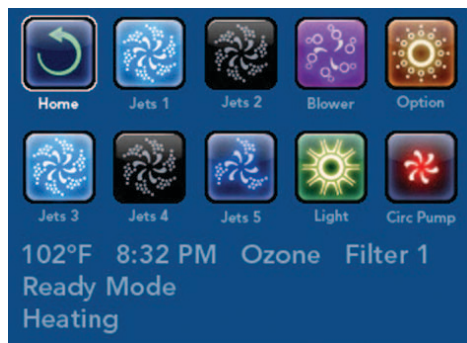 Home Jets 1 Jets 2 Blower Option
Jets 3 Jets 4 Jets 5 Light Circ Pump
102°F 8:32 PM Ozone Filter 1
Ready Mode
Heating